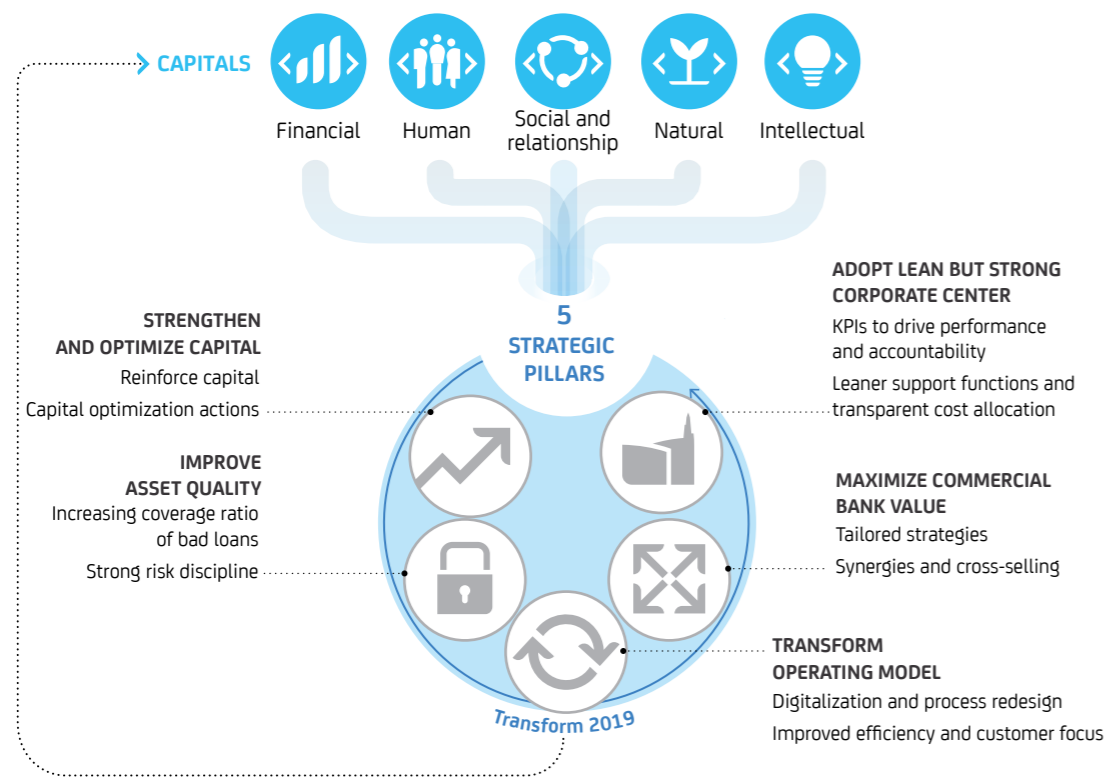 CAPITALS
Financial
Human
Social and
relationship
Natural
Intellectual
5
STRATEGIC
PILLARS
STRENGTHEN
AND OPTIMIZE CAPITAL
Reinforce capital
Capital optimization actions
IMPROVE
ASSET QUALITY
Increasing coverage ratio
of bad loans
Strong risk discipline
ADOPT LEAN BUT STRONG
CORPORATE CENTER
KPIs to drive performance
and accountability
Leaner support functions and
transparent cost allocation
MAXIMIZE COMMERCIAL
BANK VALUE
Tailored strategies
Synergies and cross-selling
TRANSFORM
OPERATING MODEL
Digitalization and process redesign
Improved efficiency and customer focus
Transform 2019